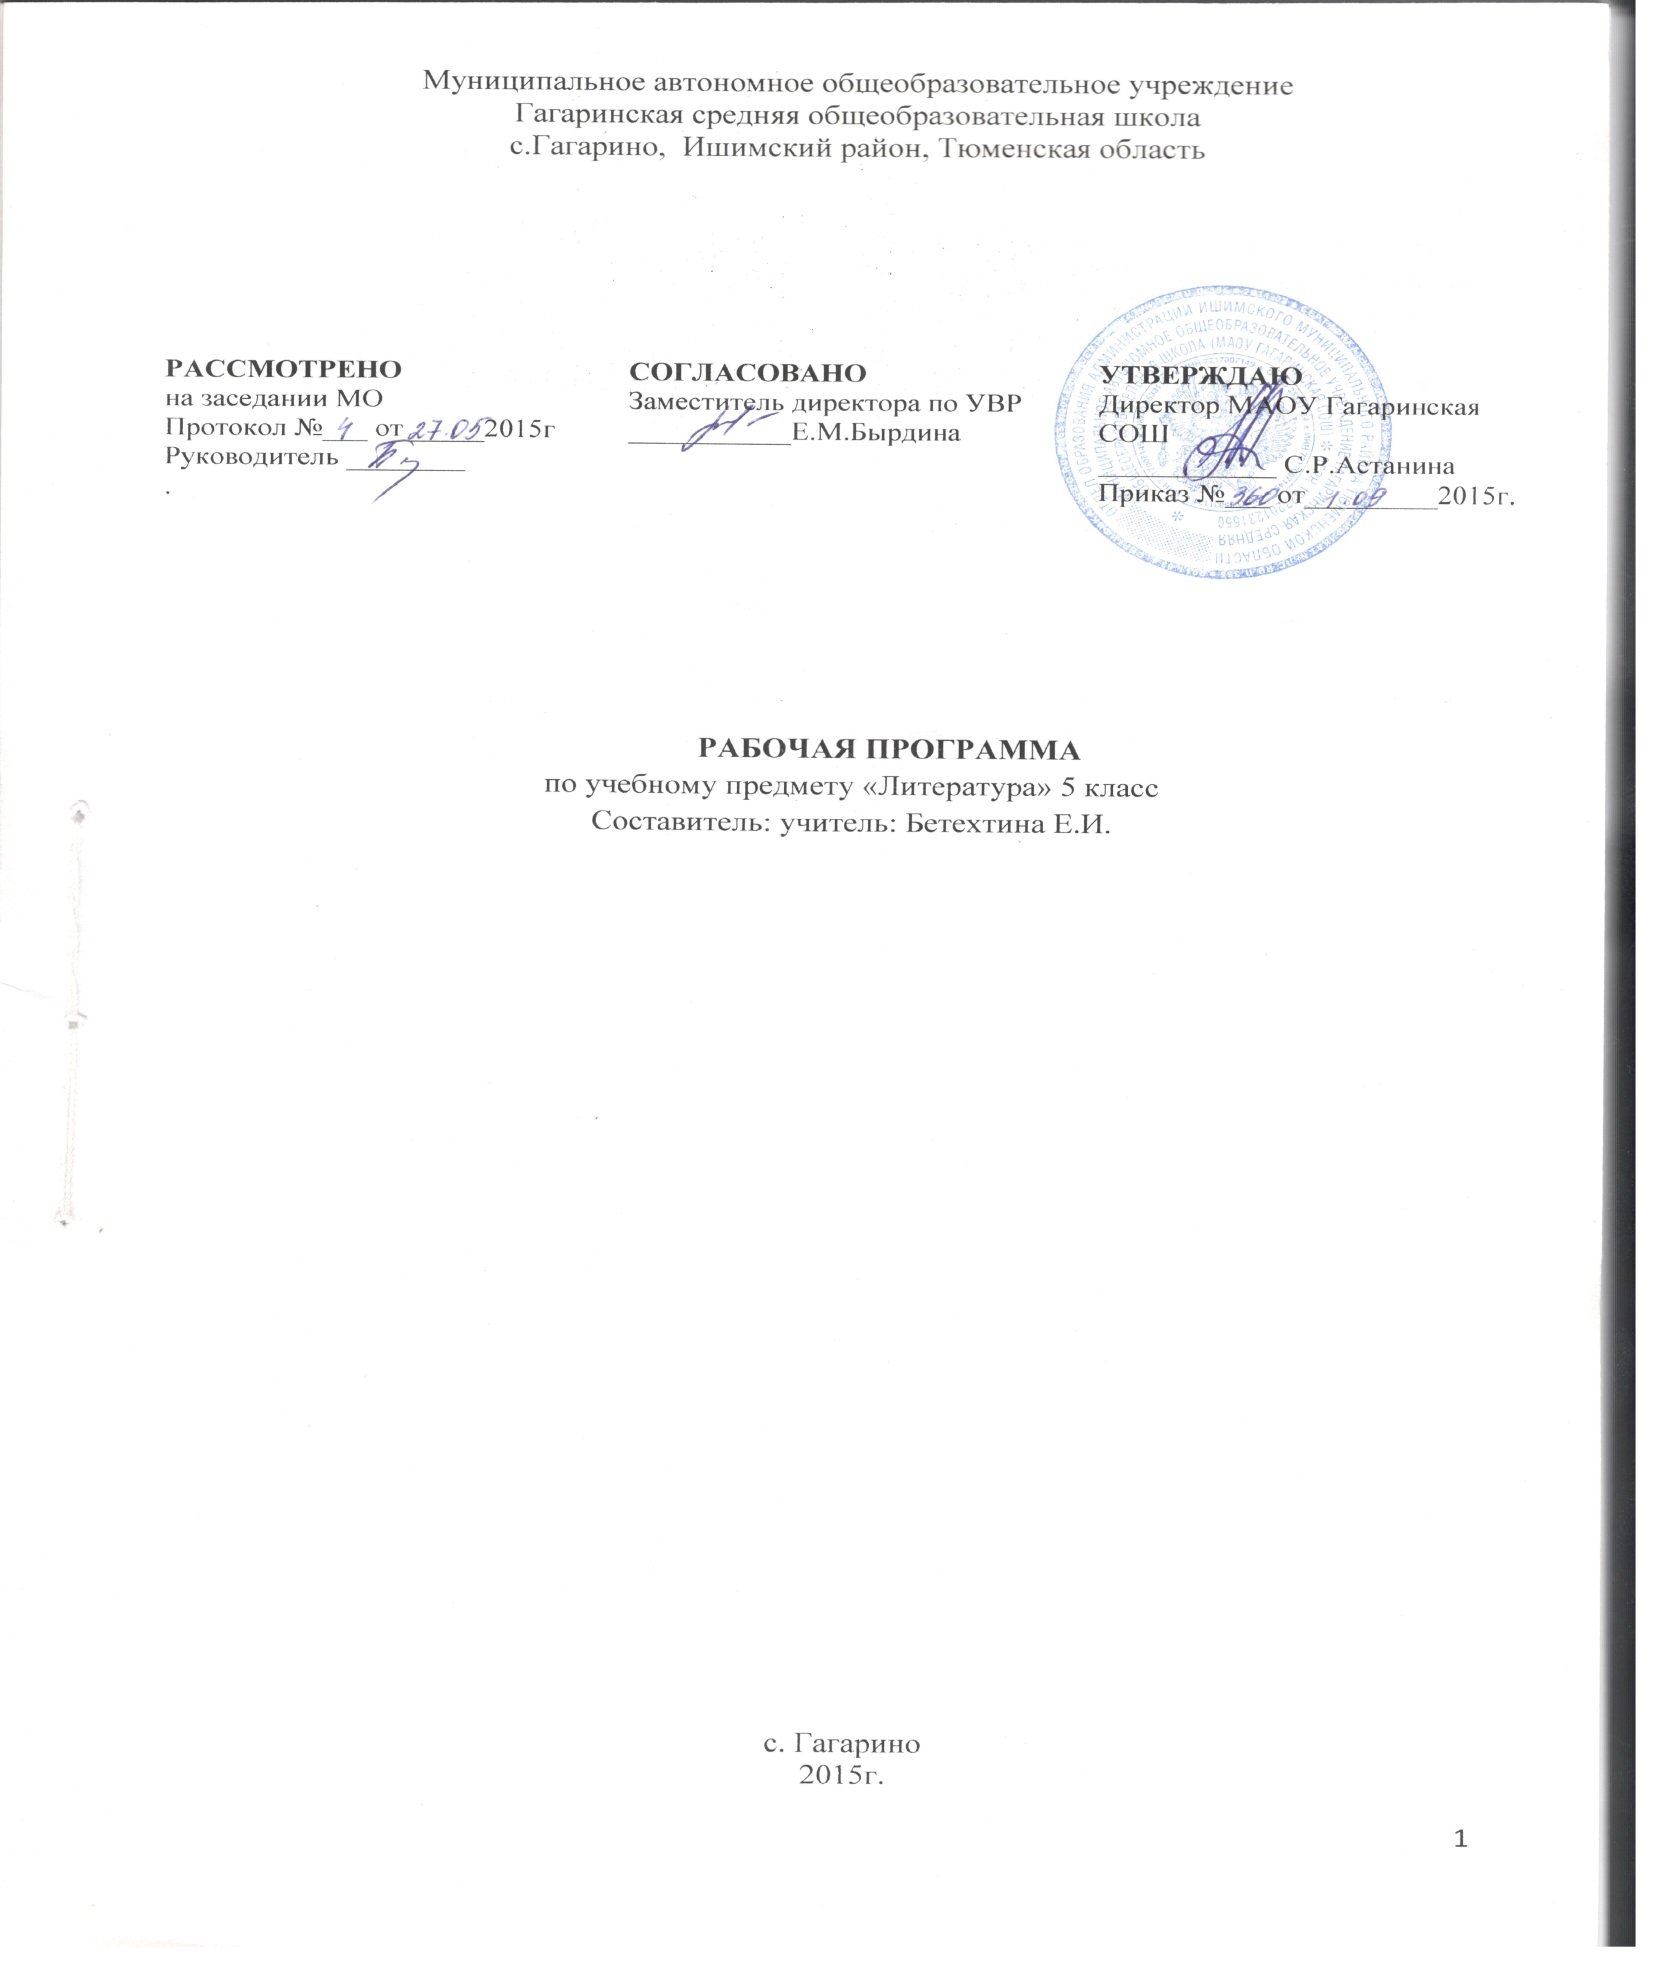 Муниципальное автономное общеобразовательное учреждение
Гагаринская средняя общеобразовательная школа
с.Гагарино, Ишимский район, Тюменская область
РАССМОТРЕНО
на заседании МО
Протокол №4 от 27.05 2015г
Руководитель
.
СОГЛАСОВАНО
Заместитель директора по УВР
Е.М.Бырдина
УТВЕРЖДАЮ
Директор МАОУ Гагаринская
СОШ
С.Р.Астанина
Приказ № 360 от 1.09 2015г.
РАБОЧАЯ ПРОГРАММА
по учебному предмету «Литература» 5 класс
Составитель: учитель: Бетехтина Е.И.
с. Гагарино
2015г.
1